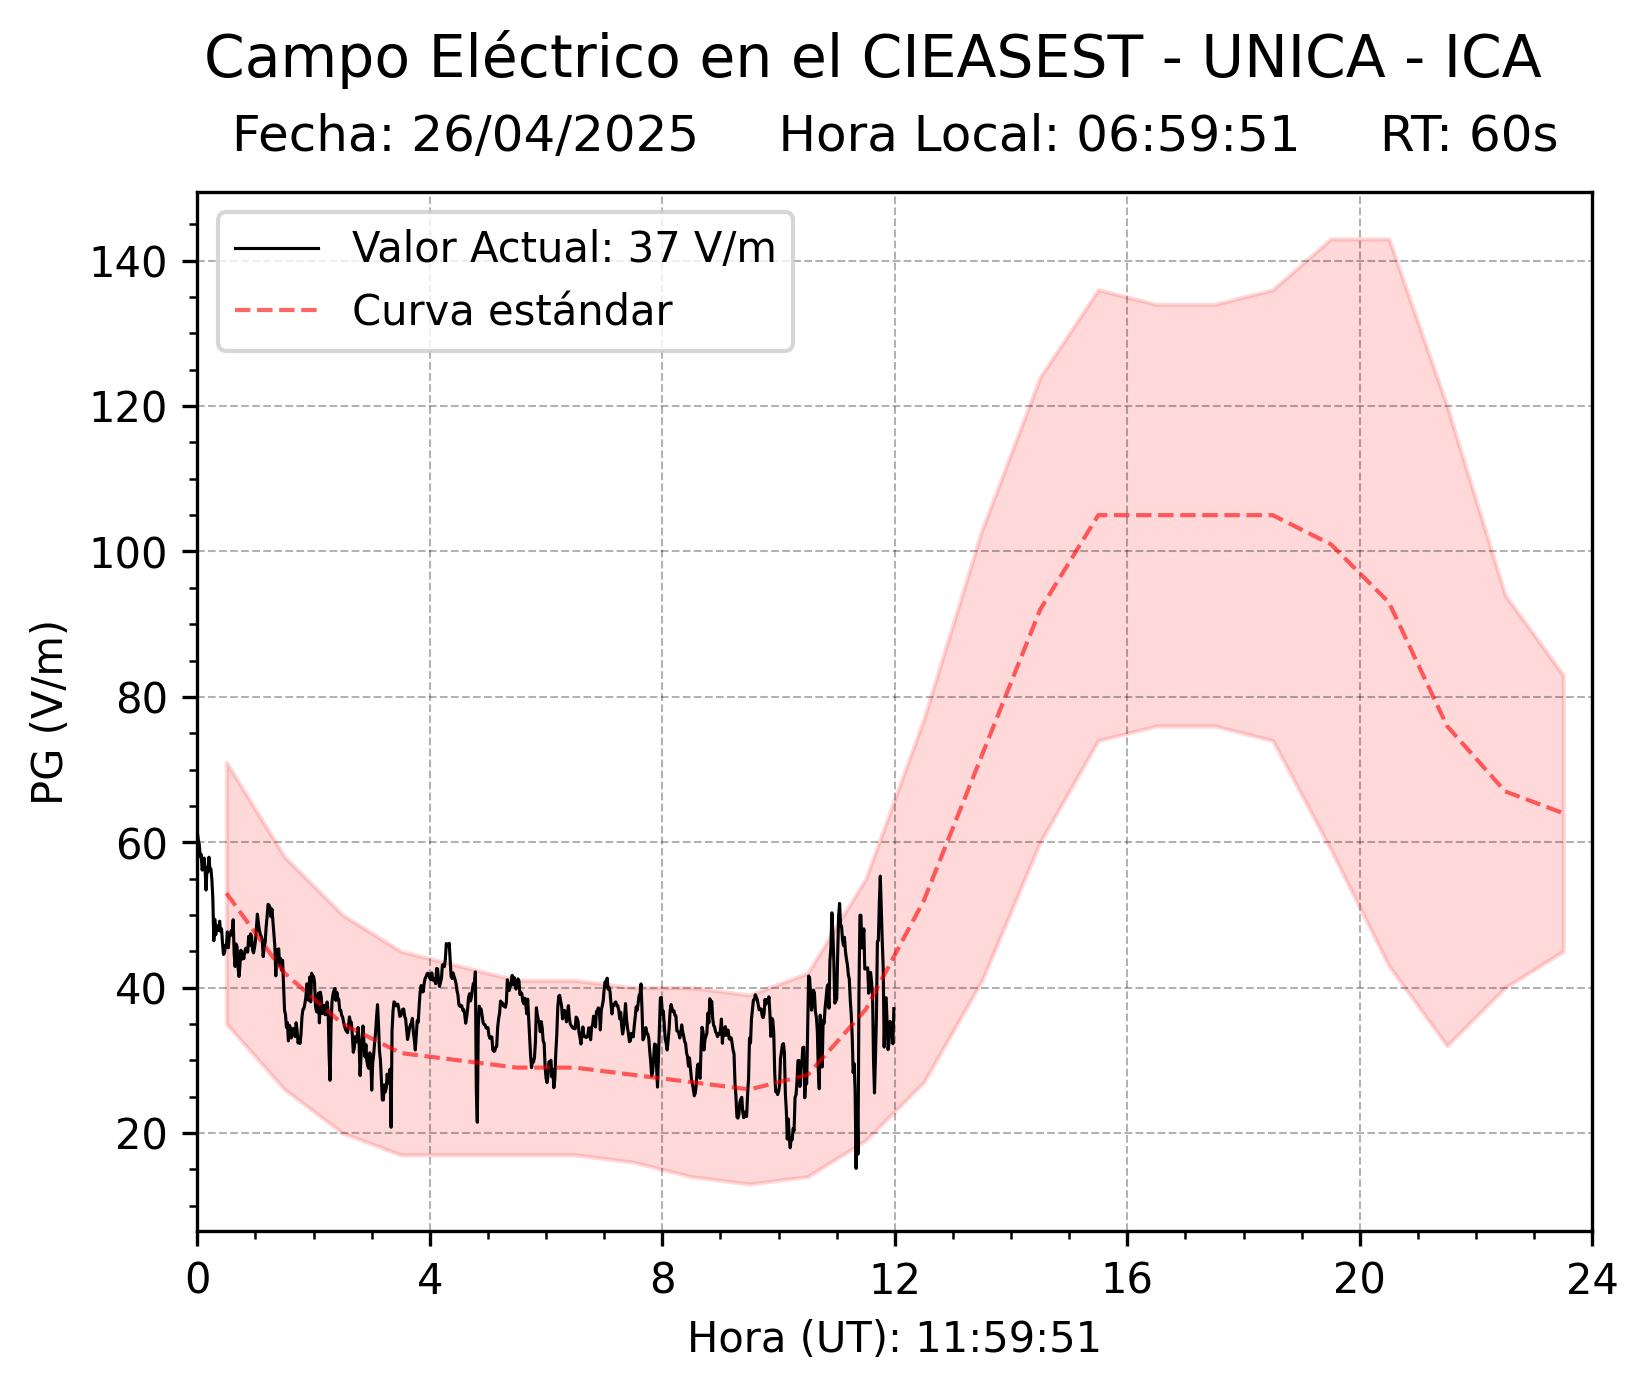 Campo Eléctrico en el CIEASEST - UNICA - ICA
Fecha: 26/04/2025 Hora Local: 06:59:51 RT: 60s
Valor Actual: 37 V/m
Curva estándar
PG (V/m)
140
120
100
80
60
40
20
0 4 8 12 16 20 24
Hora (UT): 11:59:51